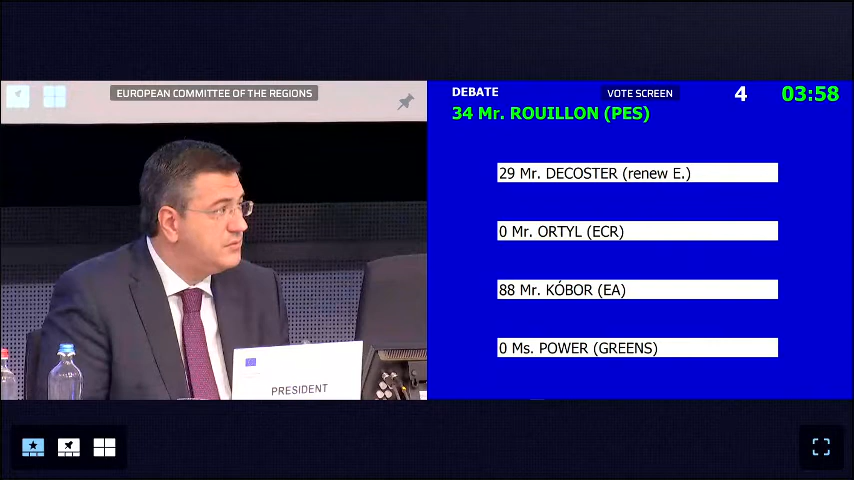 EUROPEAN COMMITTEE OF THE REGIONS
PRESIDENT
DEBATE
VOTE SCREEN
4
03:58
34 Mr. ROUILLON (PES)
29 Mr. DECOSTER (renew E.)
0 Mr. ORTYL (ECR)
88 Mr. KÓBOR (EA)
0 Ms. POWER (GREENS)